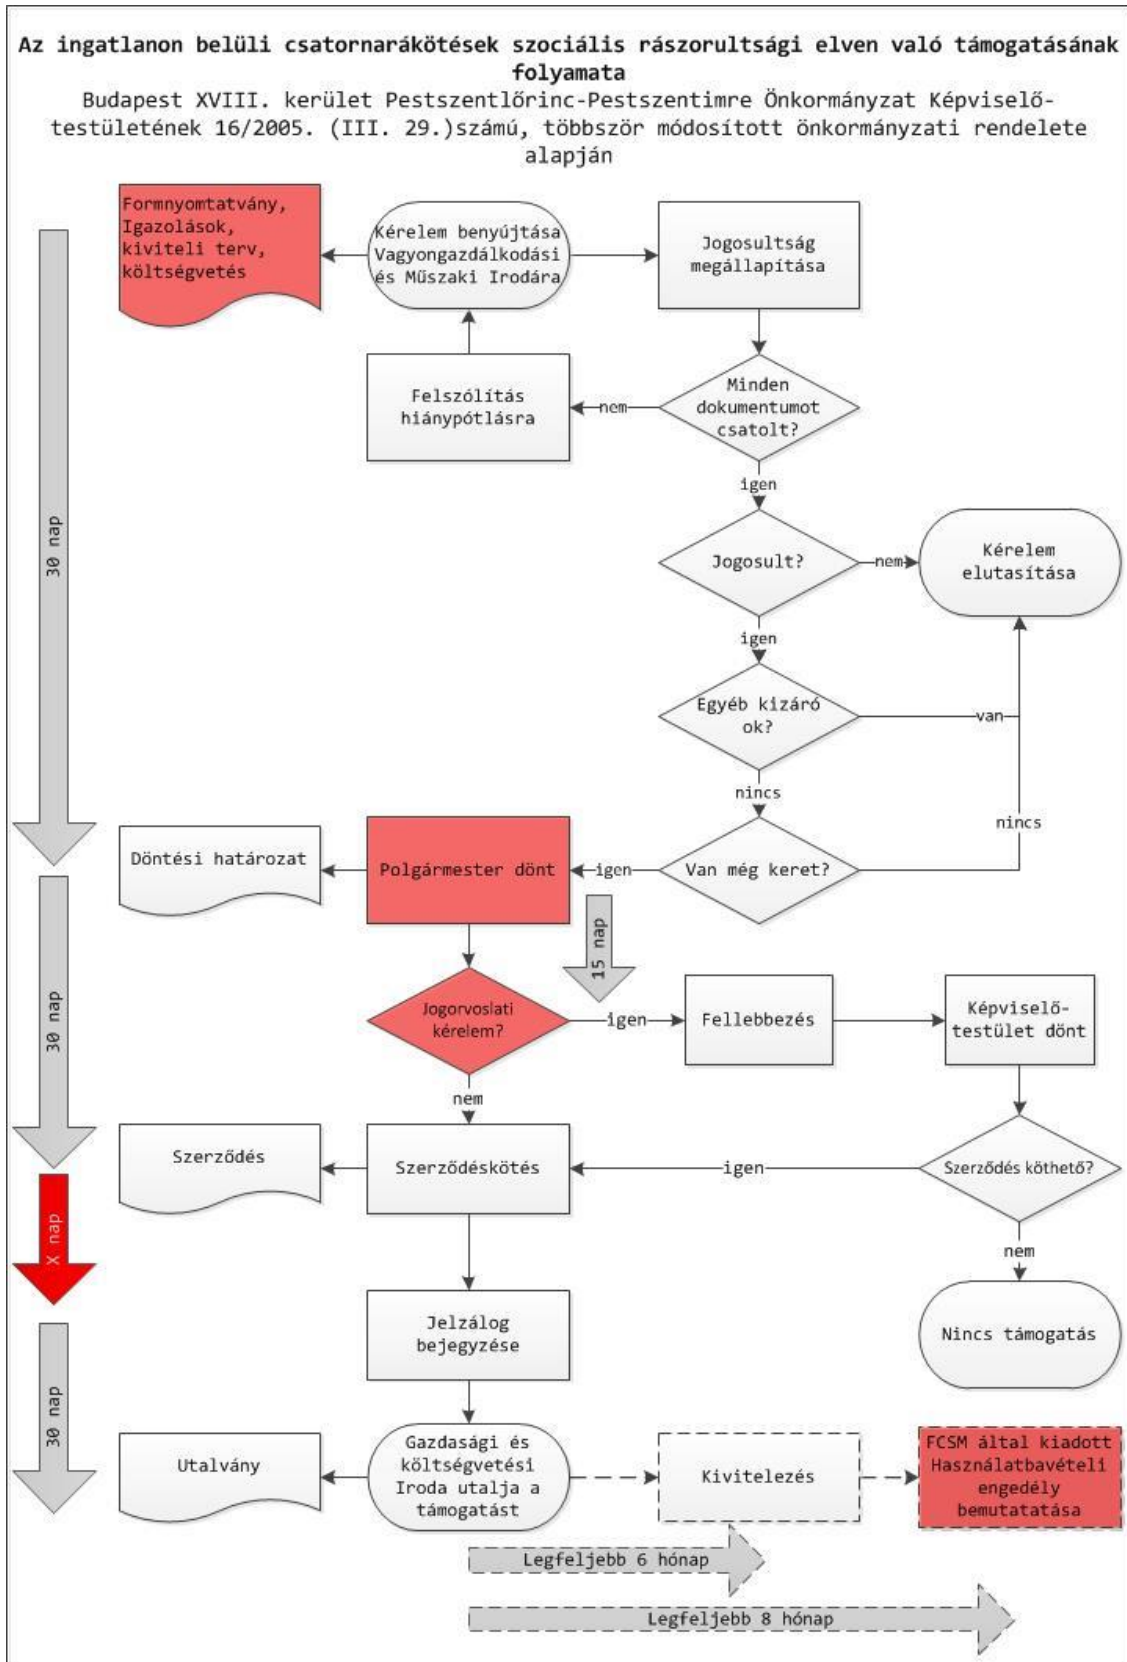 Az ingatlanon belüli csatornarákötések szociális rászorultsági elven való támogatásának
folyamata
Budapest XVIII. kerület Pestszentlőrinc-Pestszentimre Önkormányzat Képviselő-
testületének 16/2005. (III. 29.)számú, többször módosított önkormányzati rendelete
alapján
Formnyomtatvány,
Igazolások,
kiviteli terv,
költségvetés
Kérelem benyújtása
Vagyongazdálkodási
és Műszaki Irodára
Jogosultság
megállapítása
Felszólítás
hiánypótlásra
nem
Minden
dokumentumot
csatolt?
igen
30 nap
Jogosult?
nem
Kérelem
elutasítása
igen
Egyéb kizáró
ok?
van
nincs
nincs
Döntési határozat
Polgármester dönt
igen
Van még keret?
15 nap
30 nap
Jogorvoslati
kérelem?
igen
Fellebbezés
Képviselő-
testület dönt
nem
Szerződés
Szerződéskötés
igen
Szerződés köthető?
X nap
nem
Jelzálog
bejegyzése
Nincs támogatás
30 nap
Utalvány
Gazdasági és
költségvetési
Iroda utalja a
támogatást
Kivitelezés
FCSM által kiadott
Használatbavételi
engedély
bemutatatása
Legfeljebb 6 hónap
Legfeljebb 8 hónap